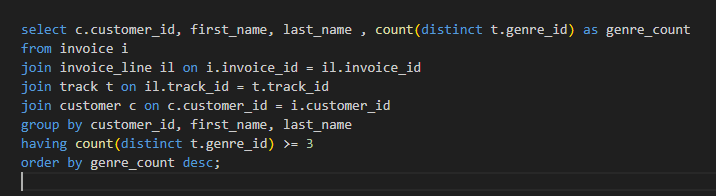 select c.customer_id, first_name, last_name , count(distinct t.genre_id) as genre_count
from invoice i
join invoice_line il on i.invoice_id = il.invoice_id
join track t on il.track_id = t.track_id
join customer c on c.customer_id = i.customer_id
group by customer_id, first_name, last_name
having count(distinct t.genre_id) >= 3
order by genre_count desc;